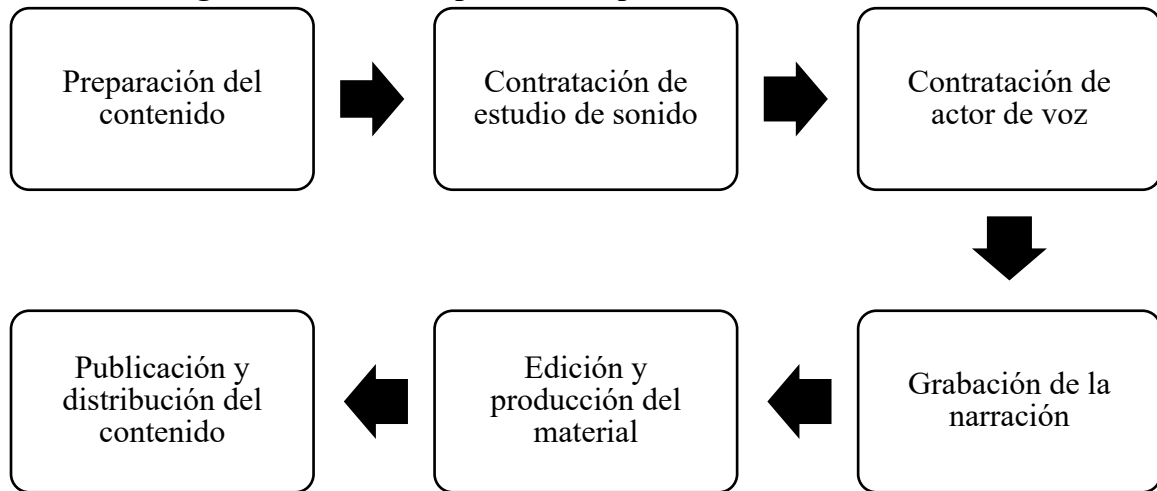 Preparación del
contenido
Contratación de
estudio de sonido
Contratación de
actor de voz
Grabación de la
narración
Edición y
producción del
material
Publicación y
distribución del
contenido